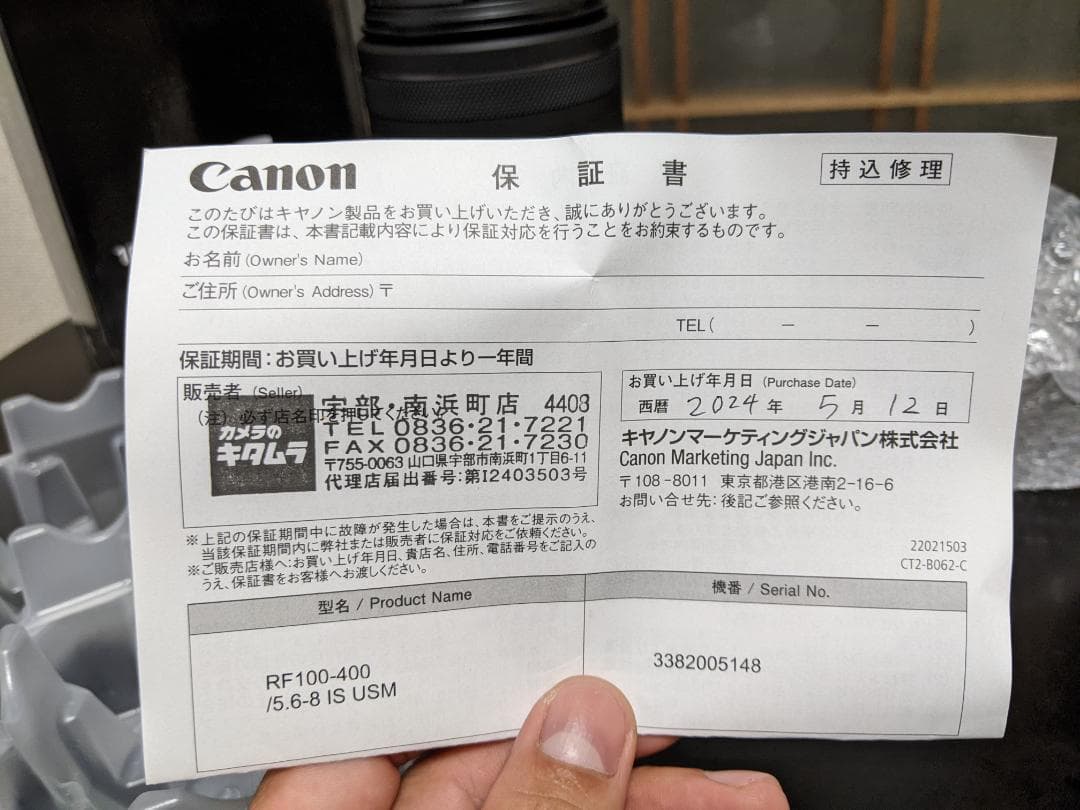 Canon 保証書 持込修理
このたびはキヤノン製品をお買い上げいただき、誠にありがとうございます。
この保証書は、本書記載内容により保証対応を行うことをお約束するものです。
お名前 (Owner's Name)
ご住所 (Owner's Address) 〒
TEL( － － )
保証期間：お買い上げ年月日より一年間
販売者 (Seller)
(注) 必ず店名印を押してください。
カメラの
キタムラ
宇部・南浜町店 4403
TEL 0836・21・7221
FAX 0836・21・7230
〒755-0063 山口県宇部市南浜町1丁目6-11
代理店届出番号：第I2403503号
お買い上げ年月日 (Purchase Date)
西暦 2024 年 5 月 12 日
キヤノンマーケティングジャパン株式会社
Canon Marketing Japan Inc.
〒108-8011 東京都港区港南2-16-6
お問い合せ先：後記ご参照ください。
※上記の保証期間中に故障が発生した場合は、本書をご提示のうえ、
当該保証期間内に弊社または販売者に保証対応をご依頼ください。
※ご販売店様へ：お買い上げ年月日、貴店名、住所、電話番号をご記入の
うえ、保証書をお客様へお渡しください。
22021503
CT2-B062-C
型名 / Product Name
機番 / Serial No.
RF100-400
/5.6-8 IS USM
3382005148